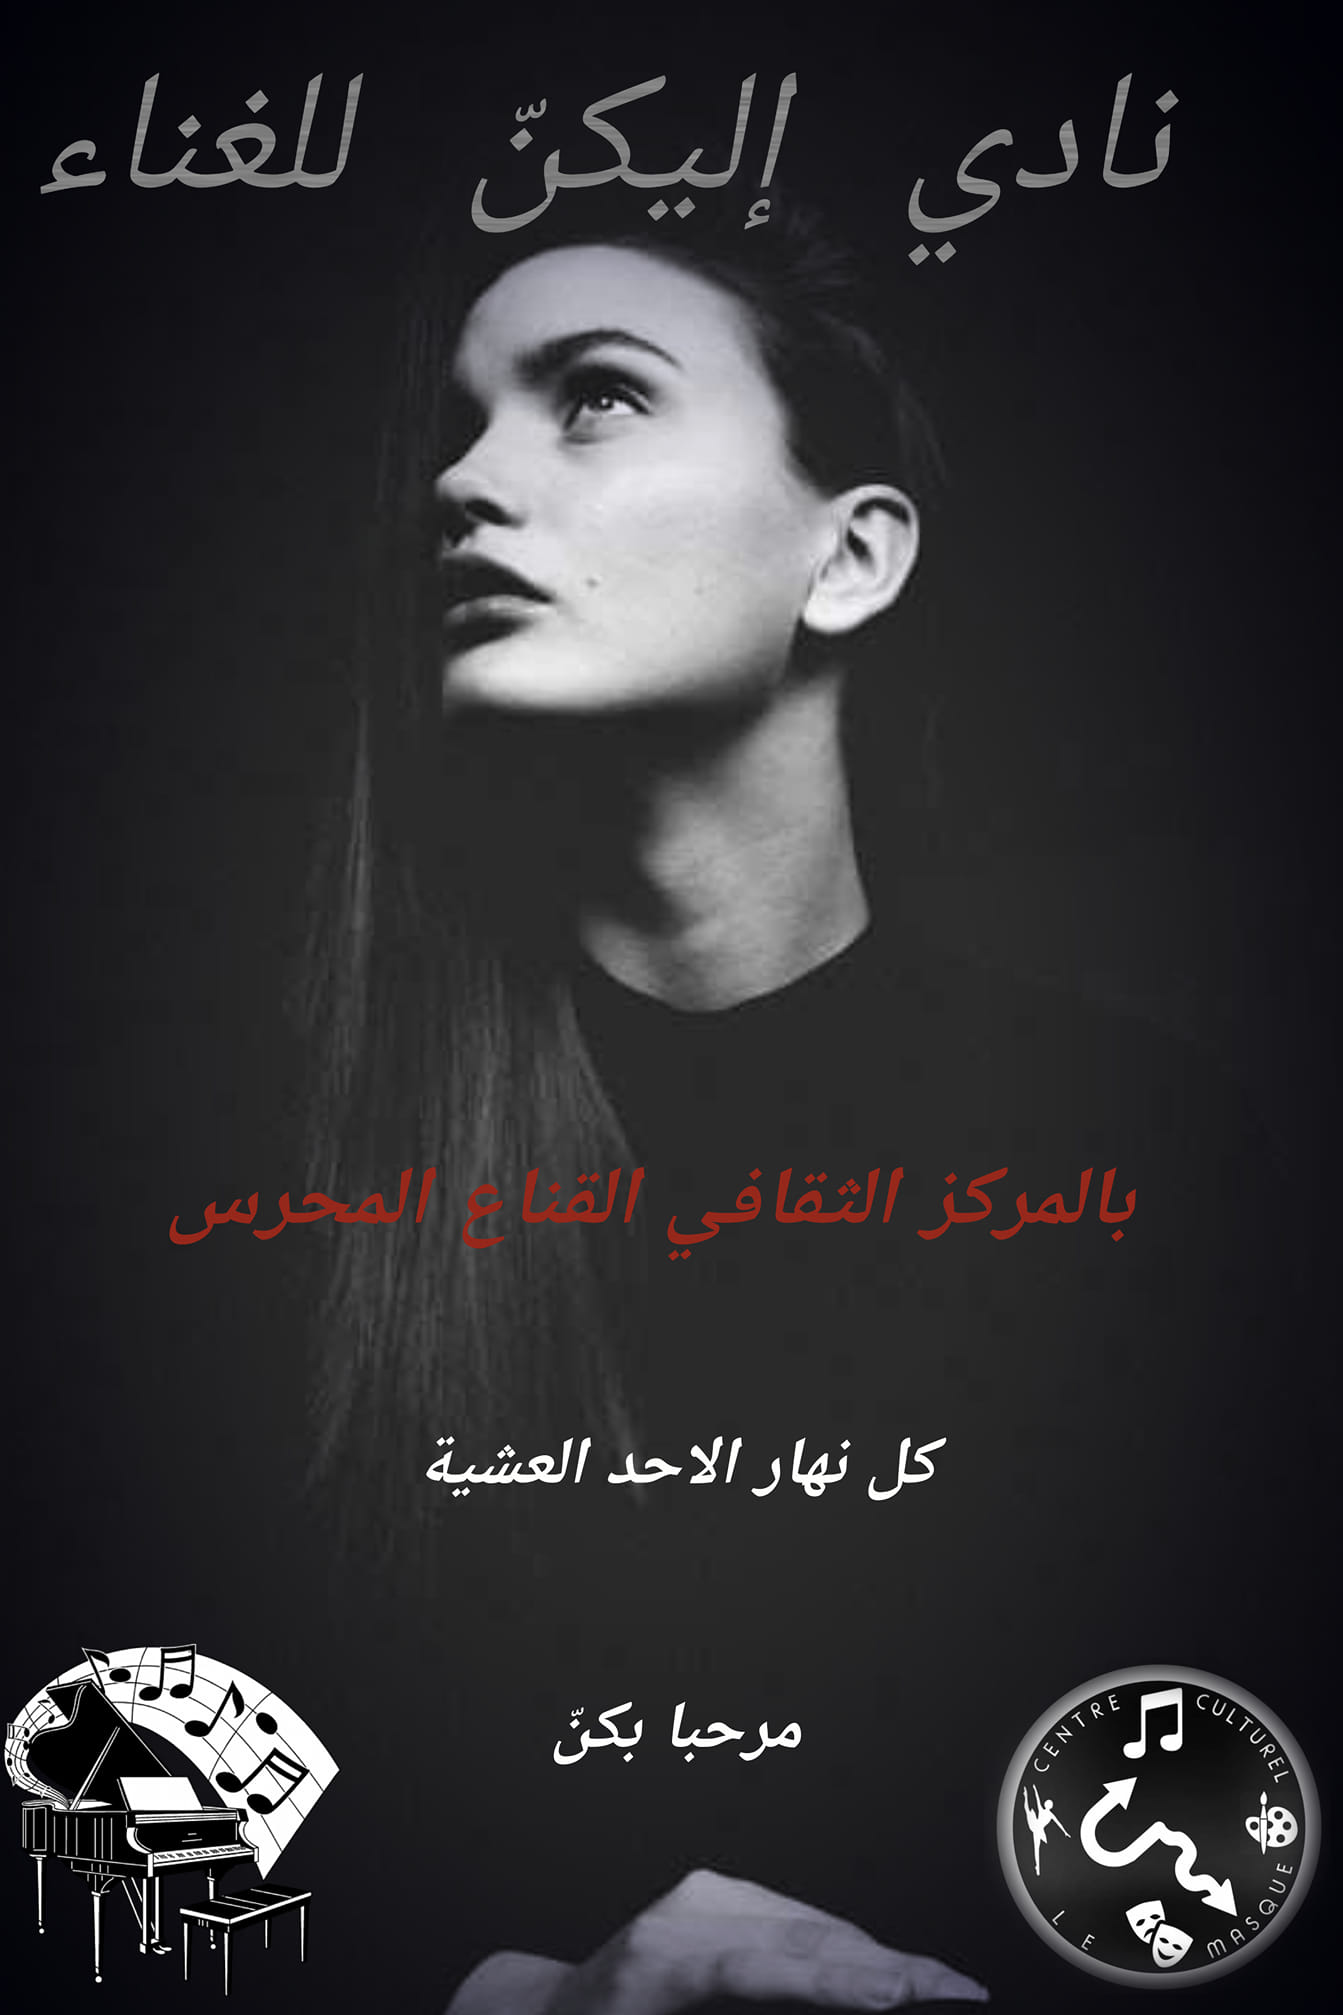 نادي إليكنّ للغناء
بالمركز الثقافي القناع المحرس
كل نهار الاحد العشية
مرحبا بكنّ
CENTRE CULTUREL
LE MASQUE